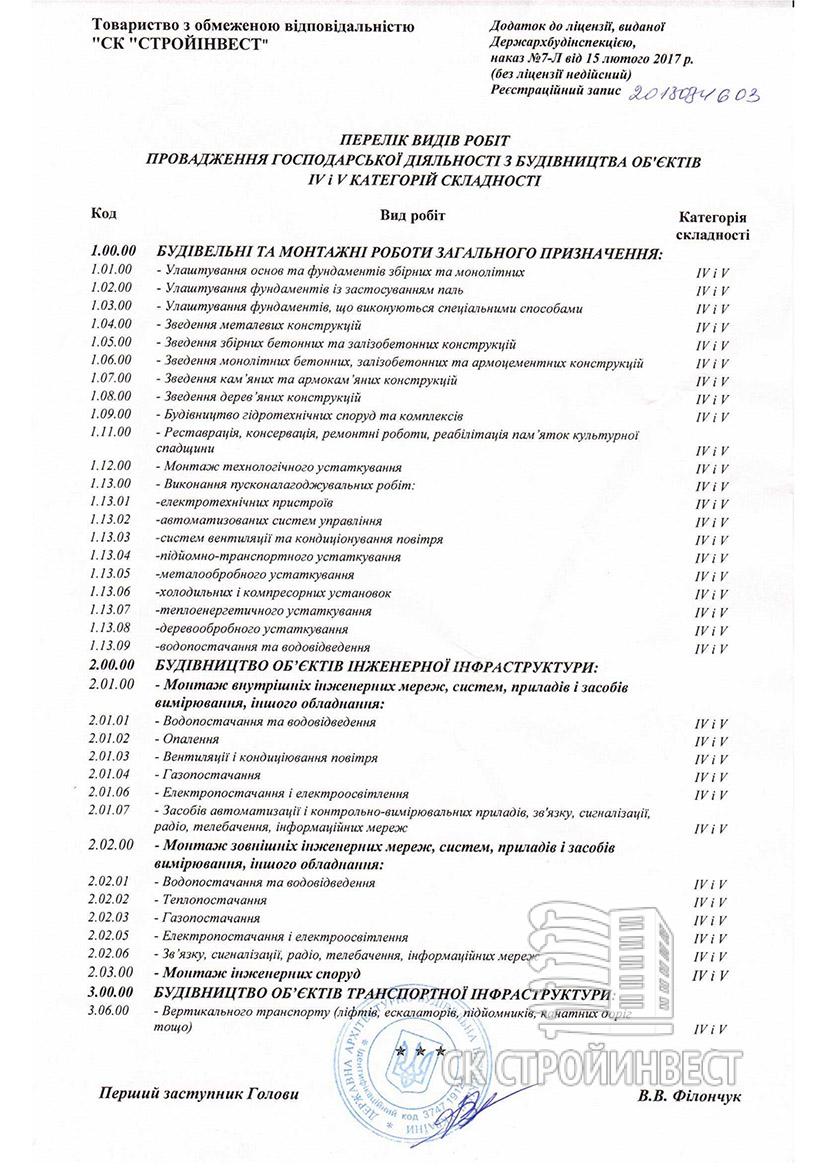 Товариство з обмеженою відповідальністю
"СК "СТРОЙІНВЕСТ"
Додаток до ліцензії, виданої
Держархбудінспекцією,
наказ №7-Л від 15 лютого 2017 р.
(без ліцензії недійсний)
Реєстраційний запис
ПЕРЕЛІК ВИДІВ РОБІТ
ПРОВАДЖЕННЯ ГОСПОДАРСЬКОЇ ДІЯЛЬНОСТІ З БУДІВНИЦТВА ОБ'ЄКТІВ
IV і V КАТЕГОРІЙ СКЛАДНОСТІ
Код Вид робіт Категорія
складності
1.00.00 БУДІВЕЛЬНІ ТА МОНТАЖНІ РОБОТИ ЗАГАЛЬНОГО ПРИЗНАЧЕННЯ:
1.01.00 - Улаштування основ та фундаментів збірних та монолітних IV і V
1.02.00 - Улаштування фундаментів із застосуванням паль IV і V
1.03.00 - Улаштування фундаментів, що виконуються спеціальними способами IV і V
1.04.00 - Зведення металевих конструкцій IV і V
1.05.00 - Зведення збірних бетонних та залізобетонних конструкцій IV і V
1.06.00 - Зведення монолітних бетонних, залізобетонних та армоцементних конструкцій IV і V
1.07.00 - Зведення кам’яних та армокам’яних конструкцій IV і V
1.08.00 - Зведення дерев’яних конструкцій IV і V
1.09.00 - Будівництво гідротехнічних споруд та комплексів IV і V
1.11.00 - Реставрація, консервація, ремонтні роботи, реабілітація пам’яток культурної
спадщини IV і V
1.12.00 - Монтаж технологічного устаткування IV і V
1.13.00 - Виконання пусконалагоджувальних робіт: IV і V
1.13.01 -електротехнічних пристроїв IV і V
1.13.02 -автоматизованих систем управління IV і V
1.13.03 -систем вентиляції та кондиціонування повітря IV і V
1.13.04 -підйомно-транспортного устаткування IV і V
1.13.05 -металообробного устаткування IV і V
1.13.06 -холодильних і компресорних установок IV і V
1.13.07 -теплоенергетичного устаткування IV і V
1.13.08 -деревообробного устаткування IV і V
1.13.09 -водопостачання та водовідведення IV і V
2.00.00 БУДІВНИЦТВО ОБ’ЄКТІВ ІНЖЕНЕРНОЇ ІНФРАСТРУКТУРИ:
2.01.00 - Монтаж внутрішніх інженерних мереж, систем, приладів і засобів
вимірювання, іншого обладнання:
2.01.01 - Водопостачання та водовідведення IV і V
2.01.02 - Опалення IV і V
2.01.03 - Вентиляції і кондиціювання повітря IV і V
2.01.04 - Газопостачання IV і V
2.01.06 - Електропостачання і електроосвітлення IV і V
2.01.07 - Засобів автоматизації і контрольно-вимірювальних приладів, зв'язку, сигналізації,
радіо, телебачення, інформаційних мереж IV і V
2.02.00 - Монтаж зовнішніх інженерних мереж, систем, приладів і засобів
вимірювання, іншого обладнання:
2.02.01 - Водопостачання та водовідведення IV і V
2.02.02 - Теплопостачання IV і V
2.02.03 - Газопостачання IV і V
2.02.05 - Електропостачання і електроосвітлення IV і V
2.02.06 - Зв’язку, сигналізації, радіо, телебачення, інформаційних мереж IV і V
2.03.00 - Монтаж інженерних споруд IV і V
3.00.00 БУДІВНИЦТВО ОБ’ЄКТІВ ТРАНСПОРТНОЇ ІНФРАСТРУКТУРИ:
3.06.00 - Вертикального транспорту (ліфтів, ескалаторів, підйомників, канатних доріг
тощо) IV і V
* * *
СК СТРОЙИНВЕСТ
Перший заступник Голови В.В. Філончук